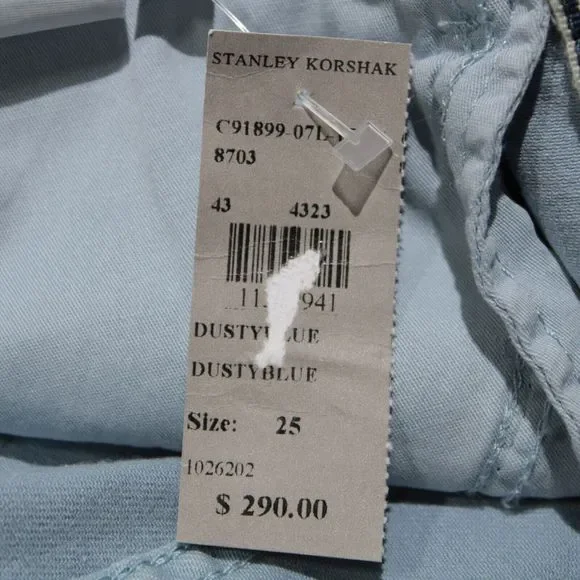 STANLEY KORSHAK
8703
43 4323
DUSTYBLUE
Size: 25
1026202
$ 290.00